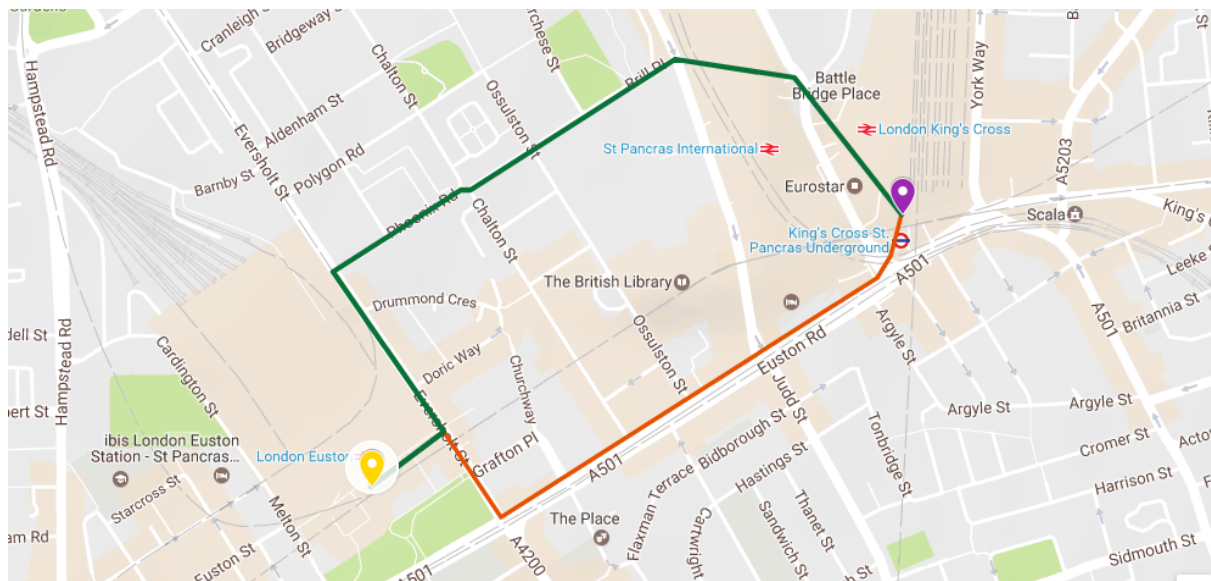 Cranleigh St
Bridgeway St
Chalton St
Hampstead Rd
Eversholt St
Aldenham St
Polygon Rd
Barnby St
Ossulston St
Brill Pl
Battle
Bridge Place
York Way
London King's Cross
St Pancras International
A5203
Eurostar
Scala
King's Cross St.
Pancras Underground
Phoenix Rd
Chalton St
A501
Leeke St
Drummond Cres
The British Library
Britannia St
A501
Argyle St
Euston Rd
Ossulston St
Doric Way
Churchway
Cardington St
Hampstead Rd
Judd St
Argyle St
Argyle St
Eversholt St
Grafton Pl
Bidborough St
Tonbridge St
Cromer St
ibis London Euston
Station - St Pancras...
London Euston
A501
Hastings St
Flaxman Terrace
Harrison St
Starcross St
Melton St
The Place
Thanet St
Sandwich St
Cartwright
Euston St
A4200
A501
Sidmouth St